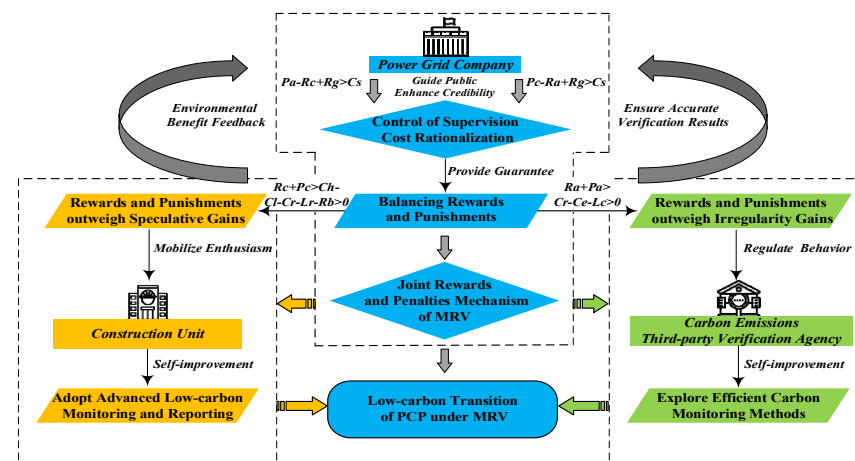 Power Grid Company
Pa-Rc+Rg>Cs
Guide Public
Enhance Credibility
Pc-Ra+Rg>Cs
Environmental
Benefit Feedback
Ensure Accurate
Verification Results
Control of Supervision
Cost Rationalization
Provide Guarantee
Rc+Pc>Ch-
Cl-Cr-Lr-Rb>0
Ra+Pa>
Cr-Ce-Lc>0
Rewards and Punishments
outweigh Speculative Gains
Balancing Rewards
and Punishments
Rewards and Punishments
outweigh Irregularity Gains
Mobilize Enthusiasm
Regulate Behavior
Joint Rewards
and Penalties Mechanism
of MRV
Construction Unit
Carbon Emissions
Third-party Verification Agency
Self-improvement
Self-improvement
Adopt Advanced Low-carbon
Monitoring and Reporting
Low-carbon Transition
of PCP under MRV
Explore Efficient Carbon
Monitoring Methods